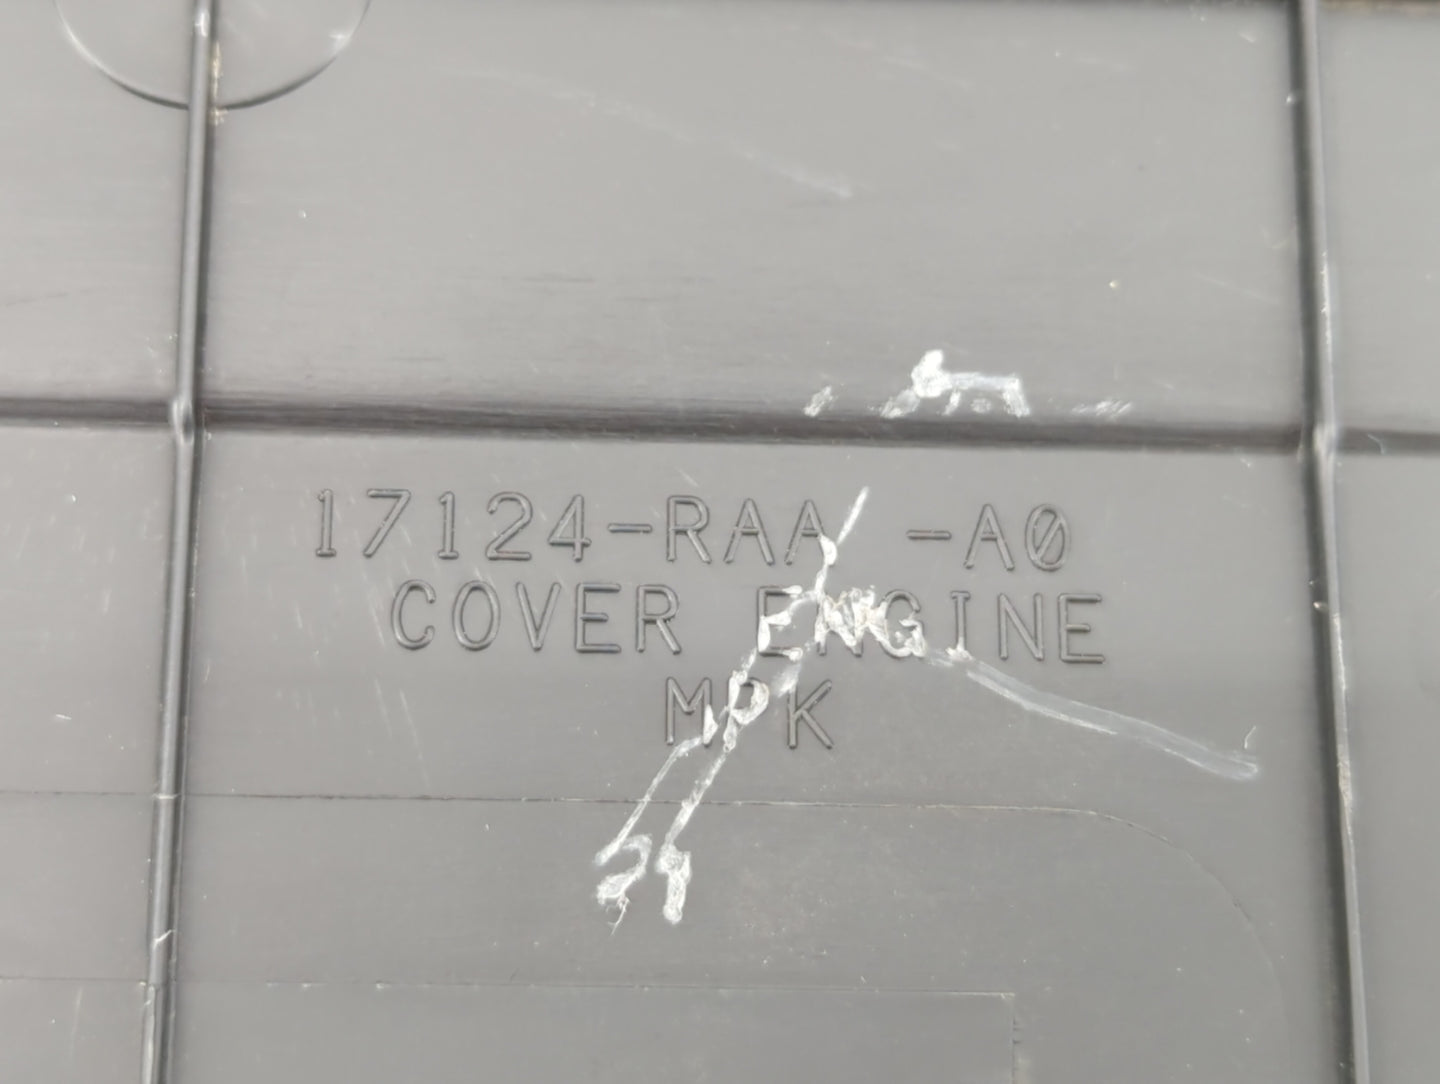 17124-RAA -A0
COVER ENGINE
MPK